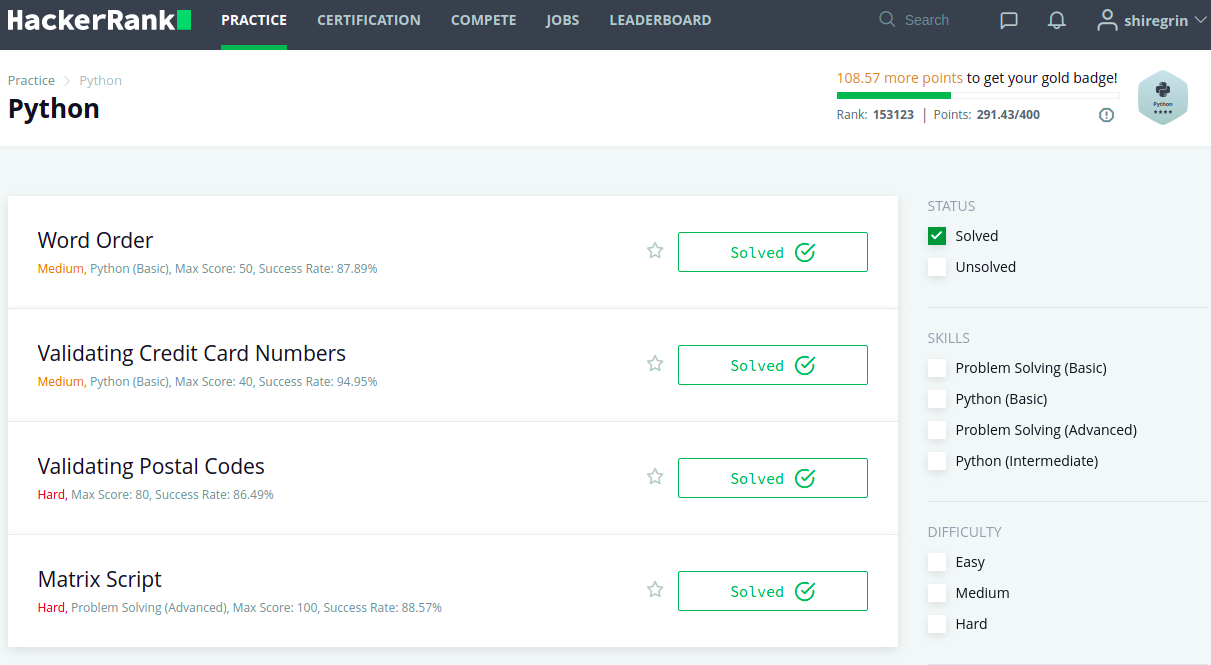 HackerRank PRACTICE CERTIFICATION COMPETE JOBS LEADERBOARD Search shiregrin
Practice Python
Python
108.57 more points to get your gold badge!
Rank: 153123 | Points: 291.43/400
Python
Word Order
Medium, Python (Basic), Max Score: 50, Success Rate: 87.89%
Solved
Validating Credit Card Numbers
Medium, Python (Basic), Max Score: 40, Success Rate: 94.95%
Solved
Validating Postal Codes
Hard, Max Score: 80, Success Rate: 86.49%
Solved
Matrix Script
Hard, Problem Solving (Advanced), Max Score: 100, Success Rate: 88.57%
Solved
STATUS
Solved
Unsolved
SKILLS
Problem Solving (Basic)
Python (Basic)
Problem Solving (Advanced)
Python (Intermediate)
DIFFICULTY
Easy
Medium
Hard